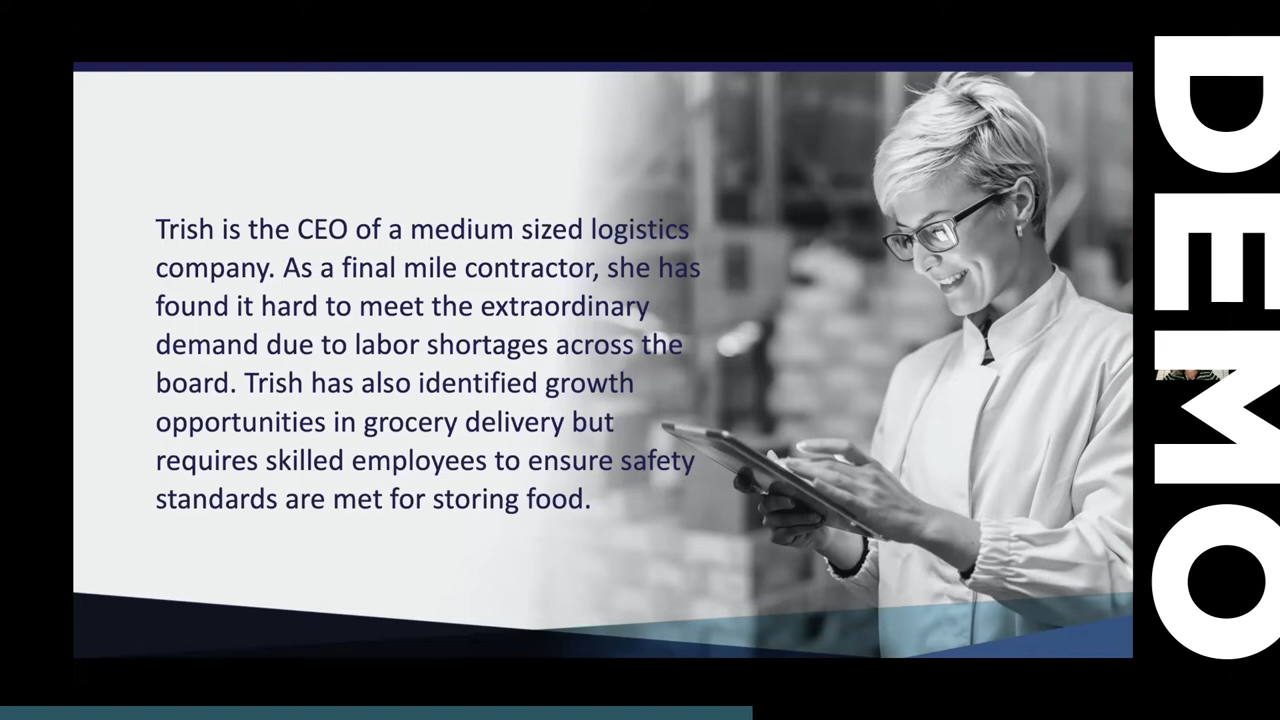 Trish is the CEO of a medium sized logistics
company. As a final mile contractor, she has
found it hard to meet the extraordinary
demand due to labor shortages across the
board. Trish has also identified growth
opportunities in grocery delivery but
requires skilled employees to ensure safety
standards are met for storing food.
DEMO